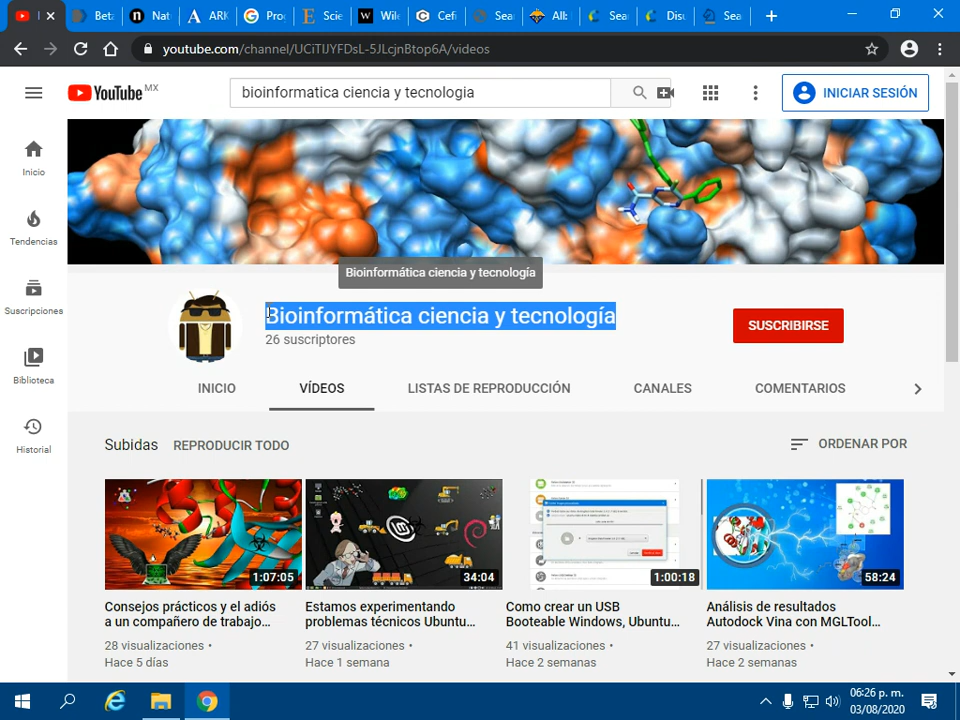 Beta
Nat
ARK
Pro
Scie
Wile
Cefi
Sea
Alb
Sea
Disu
Sea
youtube.com/channel/UCiTIJYFDsL-5JLcjnBtop6A/videos
YouTube MX
bioinformatica ciencia y tecnologia
INICIAR SESIÓN
Inicio
Tendencias
Suscripciones
Biblioteca
Historial
Bioinformática ciencia y tecnología
Bioinformática ciencia y tecnología
26 suscriptores
SUSCRIBIRSE
INICIO
VÍDEOS
LISTAS DE REPRODUCCIÓN
CANALES
COMENTARIOS
Subidas
REPRODUCIR TODO
ORDENAR POR
1:07:05
34:04
1:00:18
58:24
Consejos prácticos y el adiós
a un compañero de trabajo...
28 visualizaciones •
Hace 5 días
Estamos experimentando
problemas técnicos Ubuntu...
27 visualizaciones •
Hace 1 semana
Como crear un USB
Booteable Windows, Ubuntu...
41 visualizaciones •
Hace 2 semanas
Análisis de resultados
Autodock Vina con MGLTool...
27 visualizaciones •
Hace 2 semanas
06:26 p. m.
03/08/2020